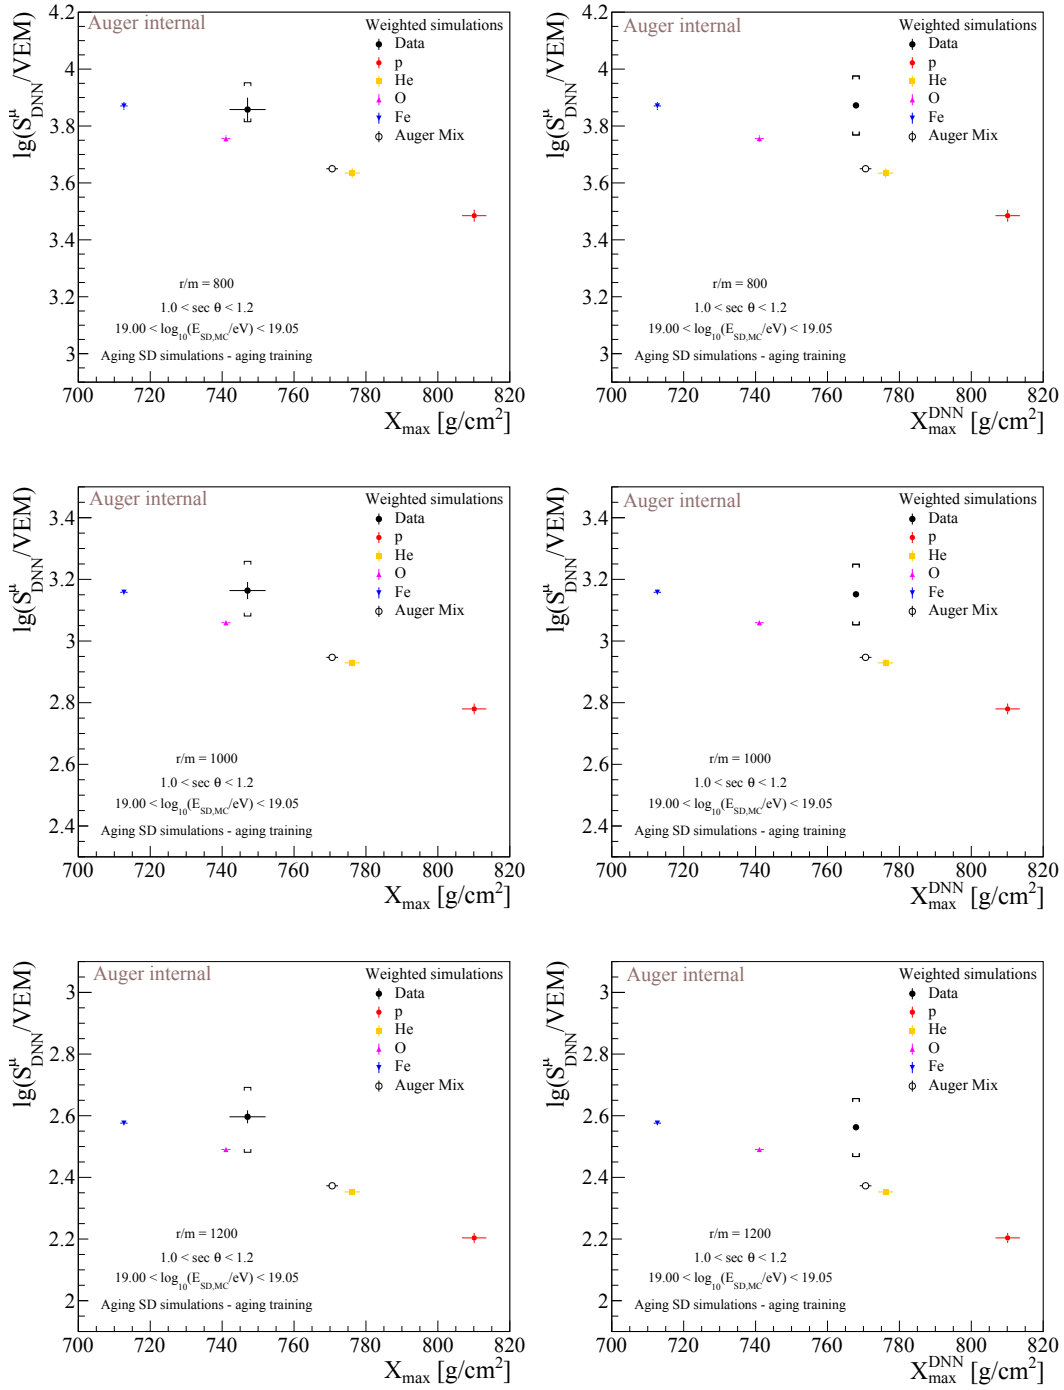 Auger internal
Weighted simulations
Data
p
He
O
Fe
Auger Mix
lg(S^μ_DNN/VEM)
4.2
4
3.8
3.6
3.4
3.2
3
r/m = 800
1.0 < sec θ < 1.2
19.00 < log₁₀(E_SD,MC/eV) < 19.05
Aging SD simulations - aging training
700 720 740 760 780 800 820
X_max [g/cm²]
Auger internal
Weighted simulations
Data
p
He
O
Fe
Auger Mix
lg(S^μ_DNN/VEM)
4.2
4
3.8
3.6
3.4
3.2
3
r/m = 800
1.0 < sec θ < 1.2
19.00 < log₁₀(E_SD,MC/eV) < 19.05
Aging SD simulations - aging training
700 720 740 760 780 800 820
X^DNN_max [g/cm²]
Auger internal
Weighted simulations
Data
p
He
O
Fe
Auger Mix
lg(S^μ_DNN/VEM)
3.4
3.2
3
2.8
2.6
2.4
r/m = 1000
1.0 < sec θ < 1.2
19.00 < log₁₀(E_SD,MC/eV) < 19.05
Aging SD simulations - aging training
700 720 740 760 780 800 820
X_max [g/cm²]
Auger internal
Weighted simulations
Data
p
He
O
Fe
Auger Mix
lg(S^μ_DNN/VEM)
3.4
3.2
3
2.8
2.6
2.4
r/m = 1000
1.0 < sec θ < 1.2
19.00 < log₁₀(E_SD,MC/eV) < 19.05
Aging SD simulations - aging training
700 720 740 760 780 800 820
X^DNN_max [g/cm²]
Auger internal
Weighted simulations
Data
p
He
O
Fe
Auger Mix
lg(S^μ_DNN/VEM)
3
2.8
2.6
2.4
2.2
2
r/m = 1200
1.0 < sec θ < 1.2
19.00 < log₁₀(E_SD,MC/eV) < 19.05
Aging SD simulations - aging training
700 720 740 760 780 800 820
X_max [g/cm²]
Auger internal
Weighted simulations
Data
p
He
O
Fe
Auger Mix
lg(S^μ_DNN/VEM)
3
2.8
2.6
2.4
2.2
2
r/m = 1200
1.0 < sec θ < 1.2
19.00 < log₁₀(E_SD,MC/eV) < 19.05
Aging SD simulations - aging training
700 720 740 760 780 800 820
X^DNN_max [g/cm²]